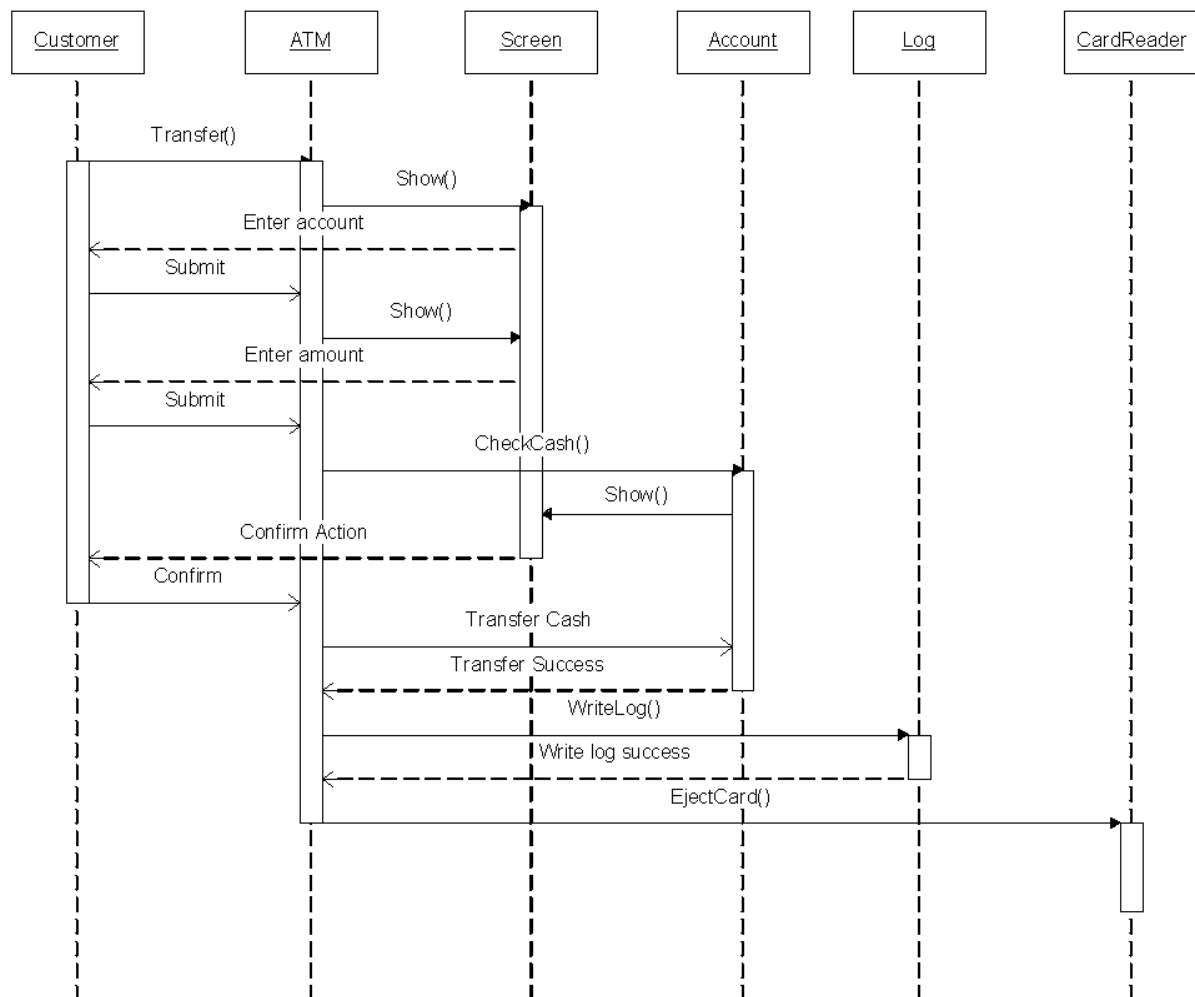 Customer
ATM
Screen
Account
Log
CardReader
Transfer()
Show()
Enter account
Submit
Show()
Enter amount
Submit
CheckCash()
Show()
Confirm Action
Confirm
Transfer Cash
Transfer Success
WriteLog()
Write log success
EjectCard()